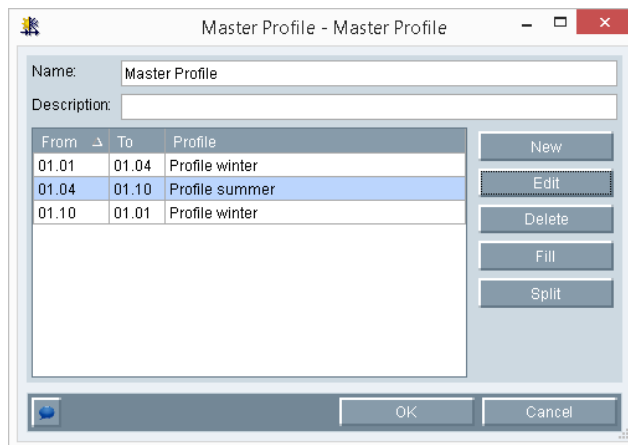 Master Profile - Master Profile
Name: Master Profile
Description:
From To Profile
01.01 01.04 Profile winter
01.04 01.10 Profile summer
01.10 01.01 Profile winter
New
Edit
Delete
Fill
Split
OK Cancel